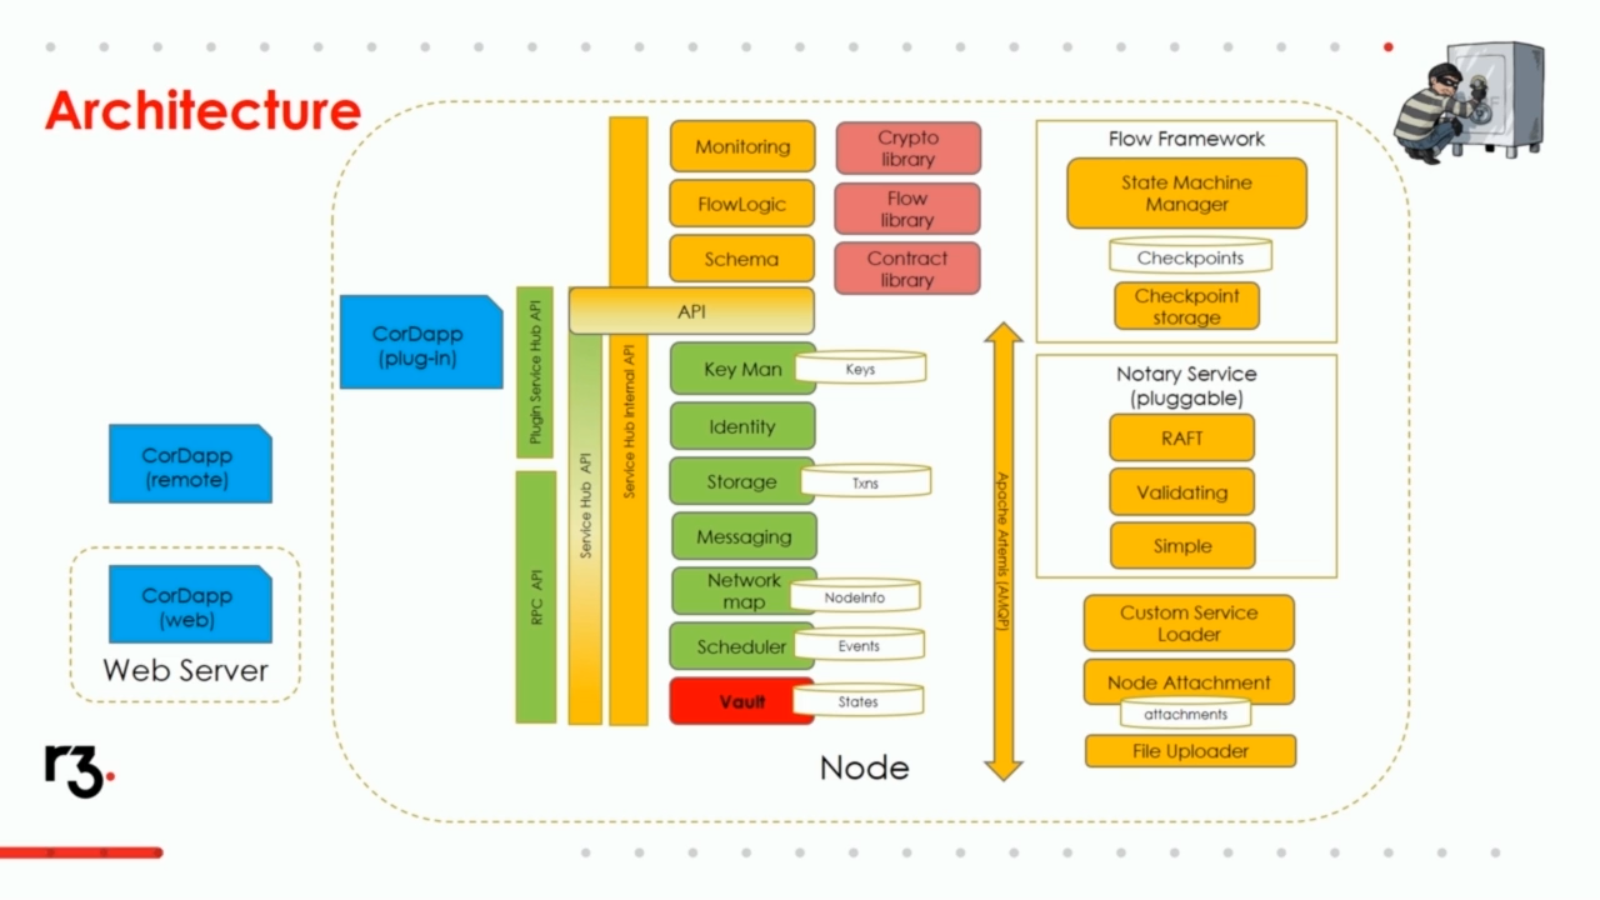 Architecture
Monitoring
FlowLogic
Schema
API
Crypto
library
Flow
library
Contract
library
CorDapp
(plug-in)
CorDapp
(remote)
CorDapp
(web)
Web Server
Plugin Service Hub API
RPC API
Service Hub API
Service Hub Internal API
Key Man
Keys
Identity
Storage
Txns
Messaging
Network
map
NodeInfo
Scheduler
Events
Vault
States
Node
Apache Artemis (AMQP)
Flow Framework
State Machine
Manager
Checkpoints
Checkpoint
storage
Notary Service
(pluggable)
RAFT
Validating
Simple
Custom Service
Loader
Node Attachment
attachments
File Uploader
r3.